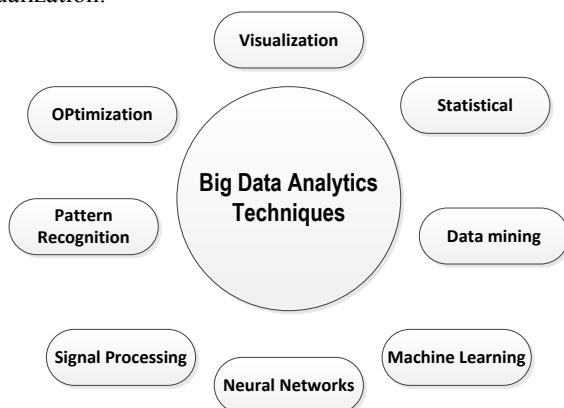 Visualization
OPtimization
Statistical
Big Data Analytics
Techniques
Pattern
Recognition
Data mining
Signal Processing
Machine Learning
Neural Networks